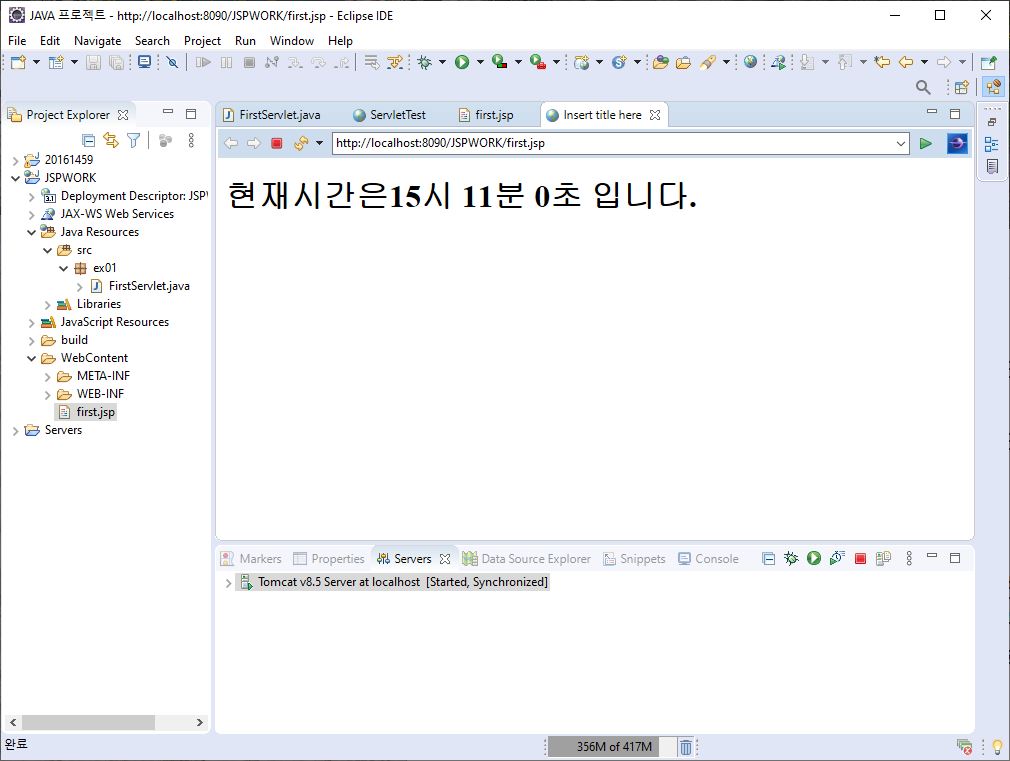 JAVA 프로젝트 - http://localhost:8090/JSPWORK/first.jsp - Eclipse IDE
File Edit Navigate Search Project Run Window Help
Project Explorer
20161459
JSPWORK
Deployment Descriptor: JSPW
JAX-WS Web Services
Java Resources
src
ex01
FirstServlet.java
Libraries
JavaScript Resources
build
WebContent
META-INF
WEB-INF
first.jsp
Servers
FirstServlet.java ServletTest first.jsp Insert title here
http://localhost:8090/JSPWORK/first.jsp
현재시간은15시 11분 0초 입니다.
Markers Properties Servers Data Source Explorer Snippets Console
Tomcat v8.5 Server at localhost [Started, Synchronized]
완료
356M of 417M